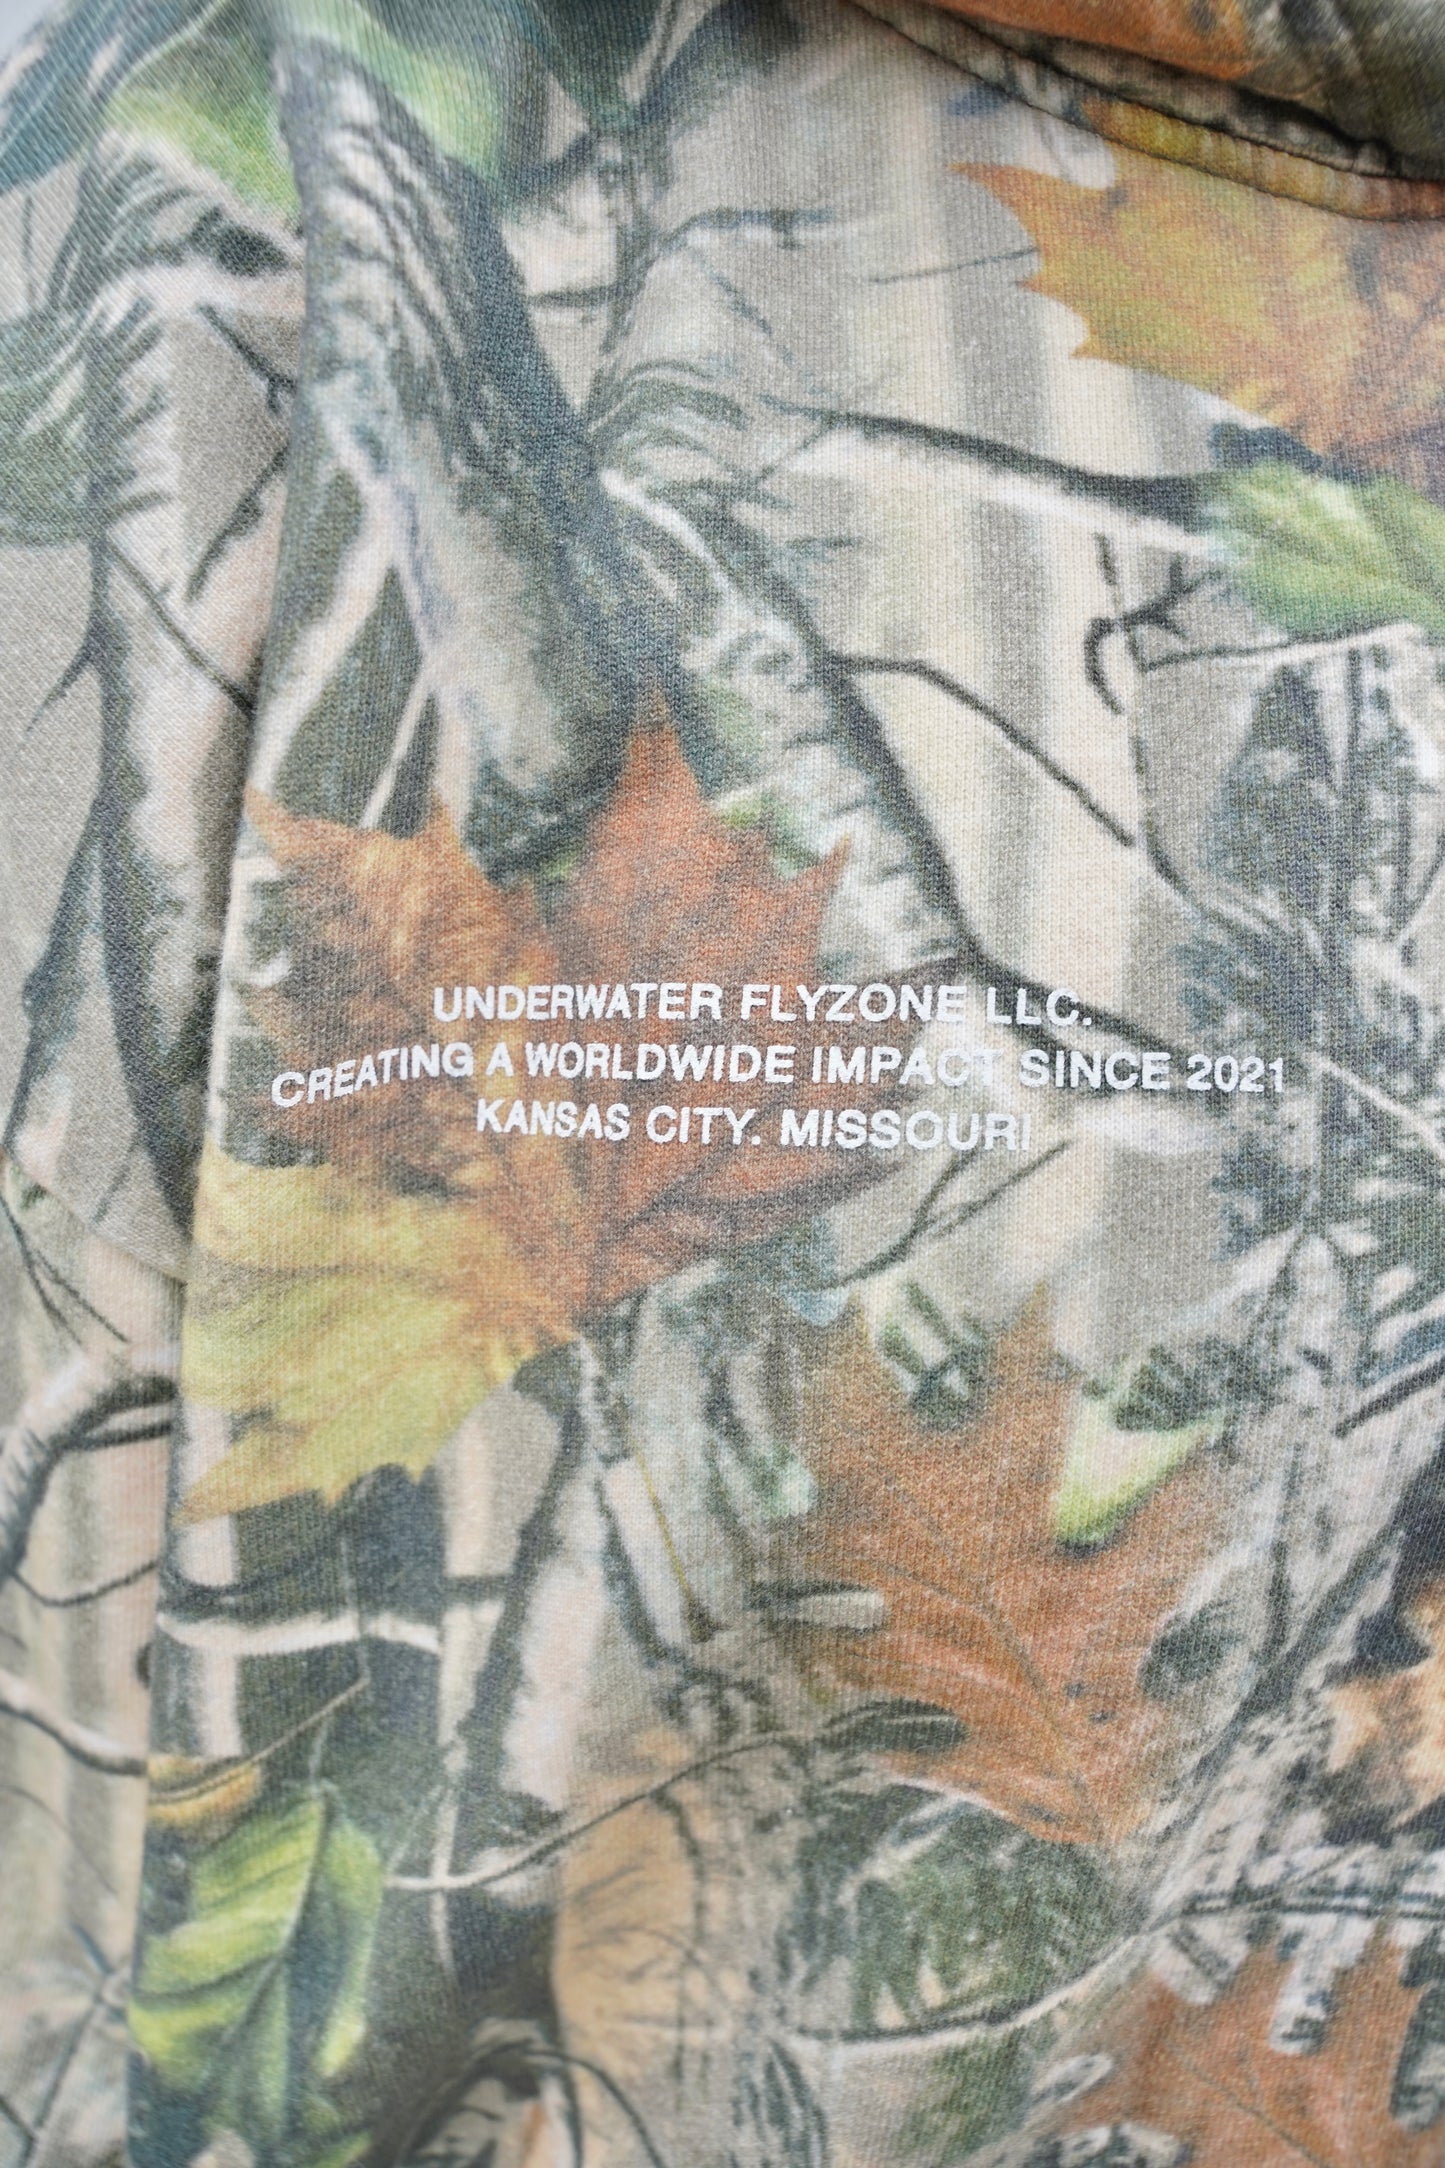 UNDERWATER FLYZONE LLC.
CREATING A WORLDWIDE IMPACT SINCE 2021
KANSAS CITY. MISSOURI